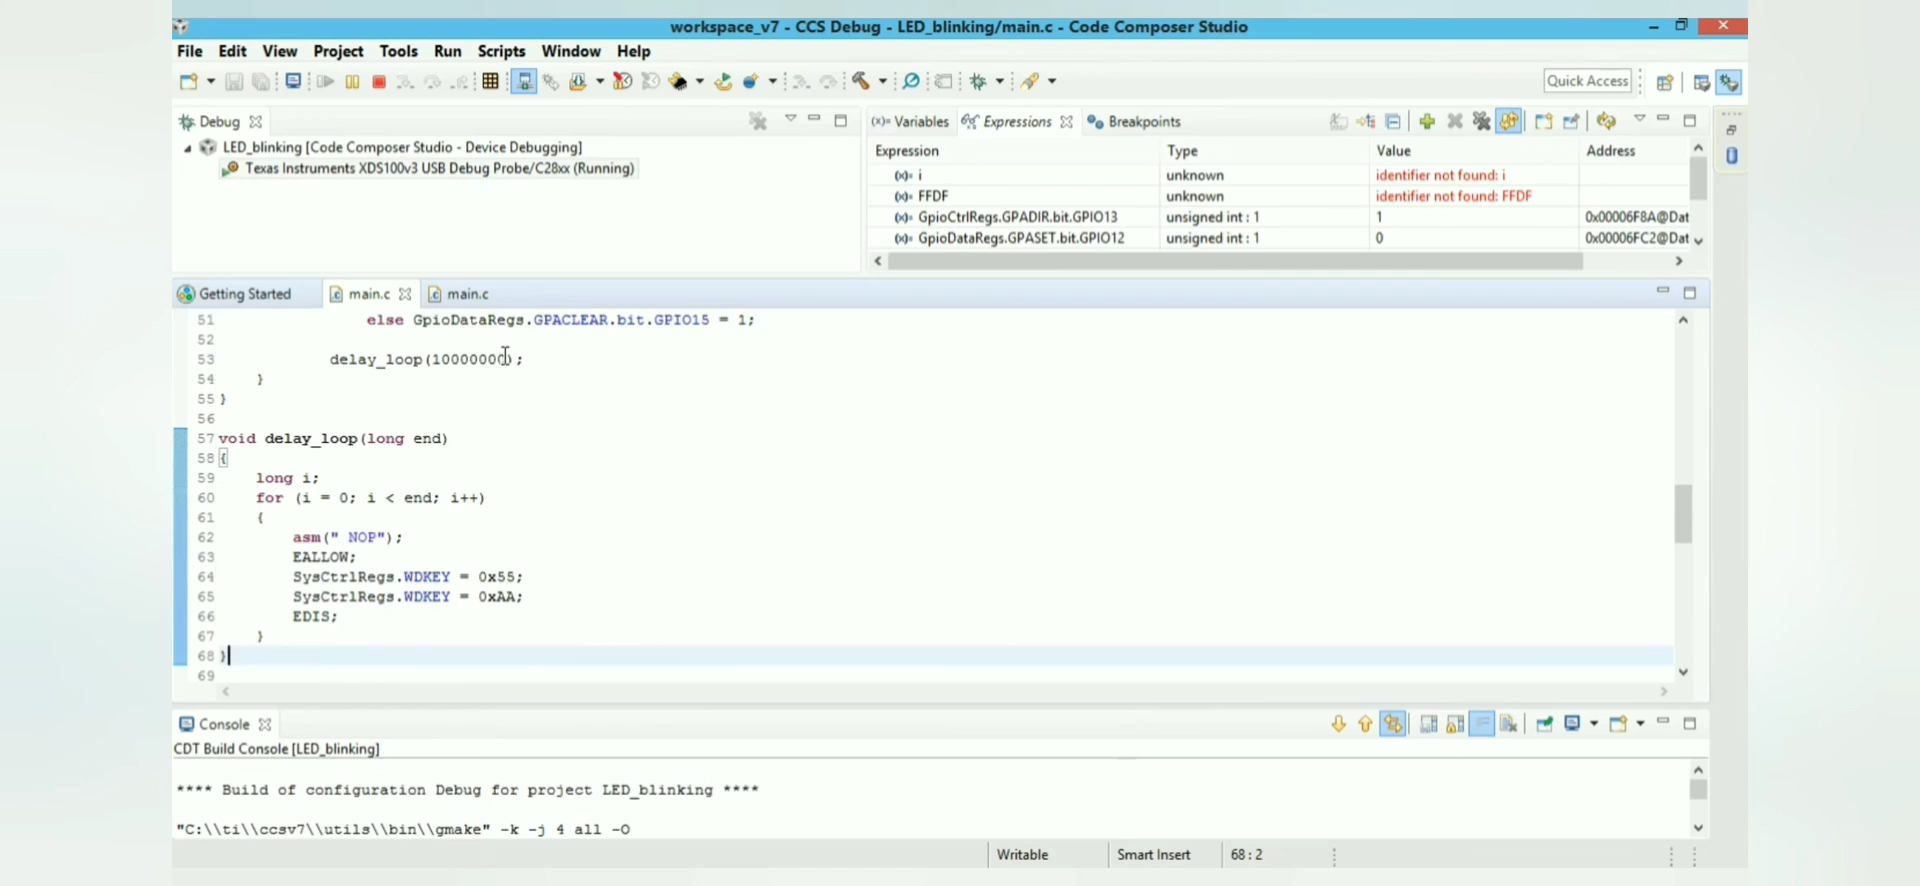 workspace_v7 - CCS Debug - LED_blinking/main.c - Code Composer Studio
File Edit View Project Tools Run Scripts Window Help
Quick Access
Debug
LED_blinking [Code Composer Studio - Device Debugging]
Texas Instruments XDS100v3 USB Debug Probe/C28xx (Running)
(x)= Variables Expressions Breakpoints
Expression Type Value Address
(x)= i unknown identifier not found: i
(x)= FFDF unknown identifier not found: FFDF
(x)= GpioCtrlRegs.GPADIR.bit.GPIO13 unsigned int : 1 1 0x00006F8A@Dat
(x)= GpioDataRegs.GPASET.bit.GPIO12 unsigned int : 1 0 0x00006FC2@Dat
Getting Started main.c main.c
51 else GpioDataRegs.GPACLEAR.bit.GPIO15 = 1;
52
53 delay_loop(10000000);
54 }
55 }
56
57 void delay_loop(long end)
58 {
59 long i;
60 for (i = 0; i < end; i++)
61 {
62 asm(" NOP");
63 EALLOW;
64 SysCtrlRegs.WDKEY = 0x55;
65 SysCtrlRegs.WDKEY = 0xAA;
66 EDIS;
67 }
68 }
69
Console
CDT Build Console [LED_blinking]
**** Build of configuration Debug for project LED_blinking ****
"C:\\ti\\ccsv7\\utils\\bin\\gmake" -k -j 4 all -O
Writable Smart Insert 68 : 2